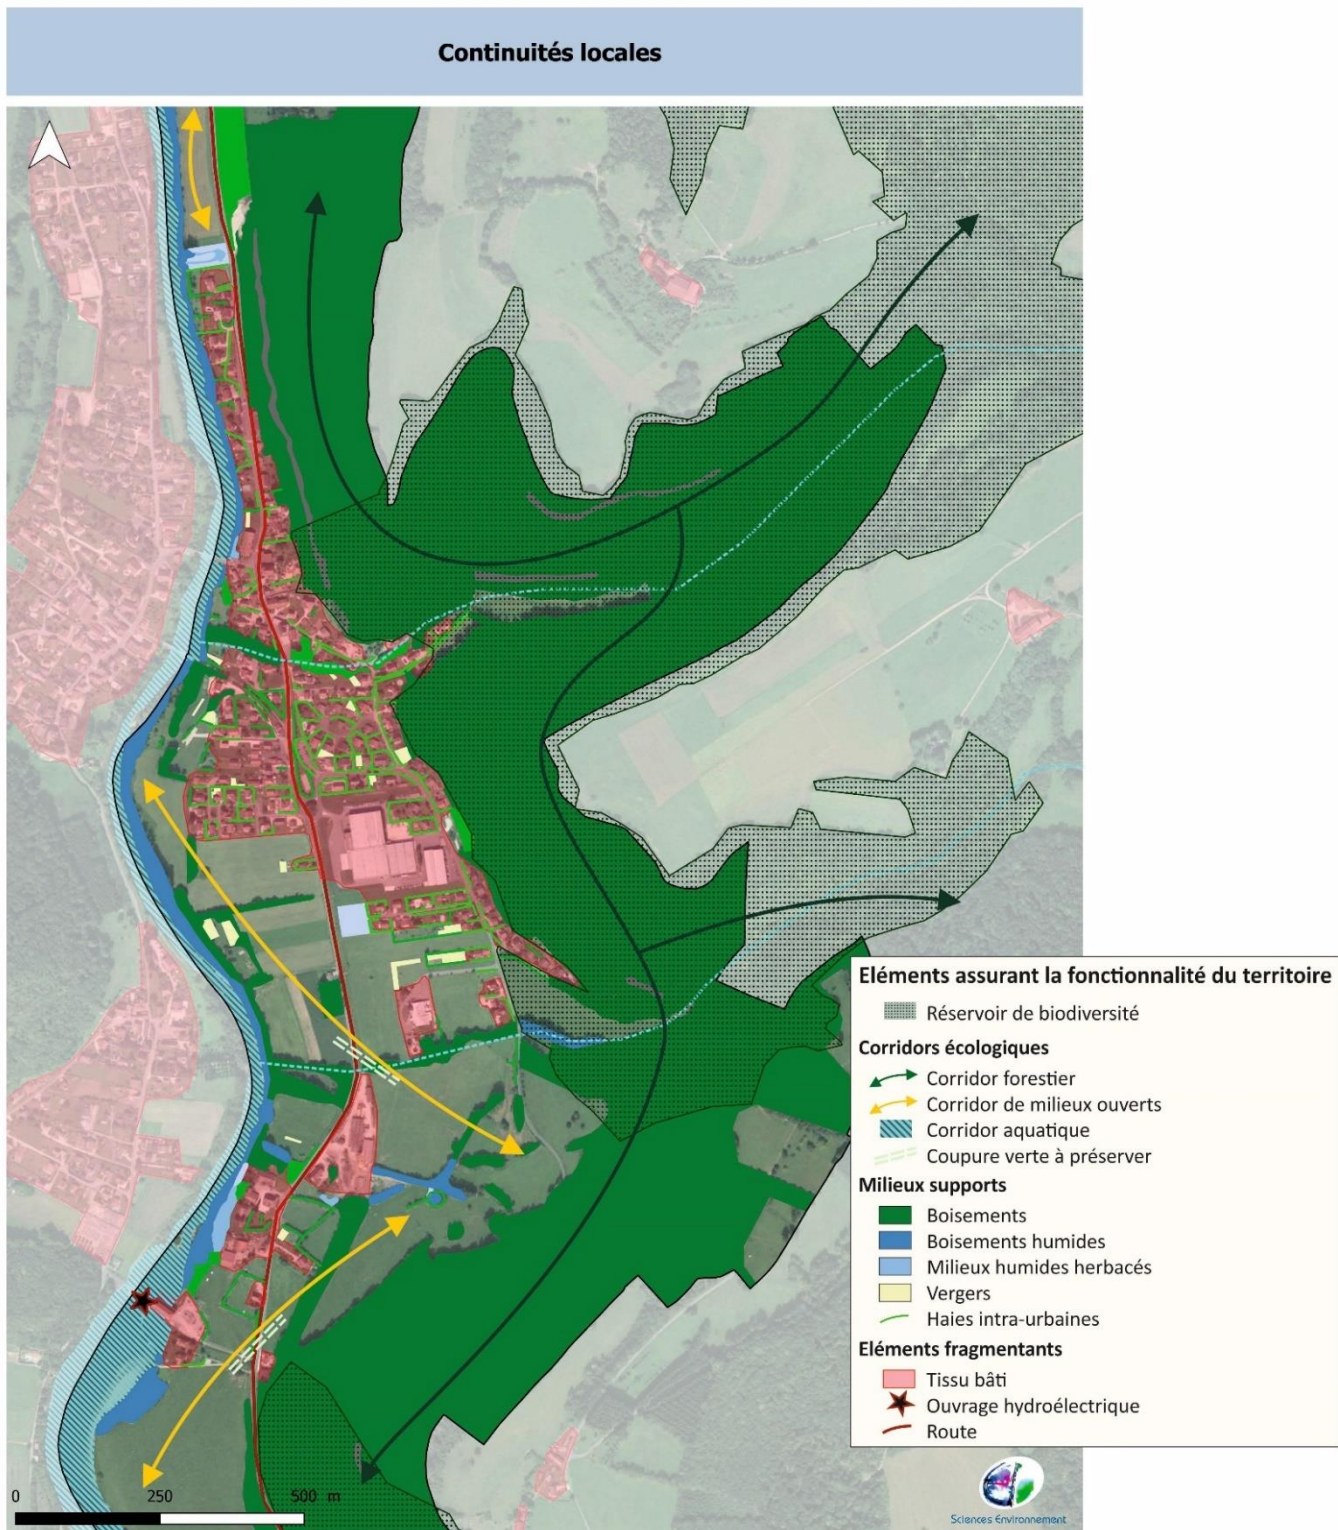 Continuités locales
Eléments assurant la fonctionnalité du territoire
Réservoir de biodiversité
Corridors écologiques
Corridor forestier
Corridor de milieux ouverts
Corridor aquatique
Coupure verte à préserver
Milieux supports
Boisements
Boisements humides
Milieux humides herbacés
Vergers
Haies intra-urbaines
Eléments fragmentants
Tissu bâti
Ouvrage hydroélectrique
Route
0 250 500 m
Sciences Environnement